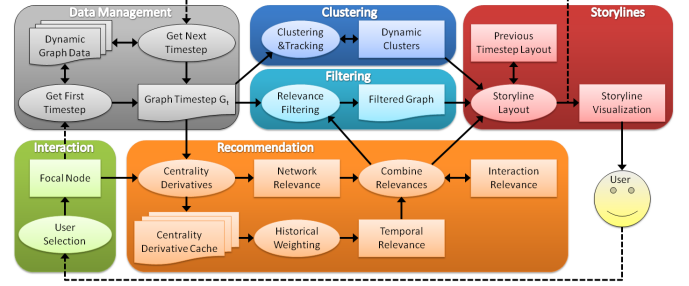 Data Management
Dynamic
Graph Data
Get Next
Timestep
Get First
Timestep
Graph Timestep Gt
Clustering
Clustering
&Tracking
Dynamic
Clusters
Filtering
Relevance
Filtering
Filtered Graph
Storylines
Previous
Timestep Layout
Storyline
Layout
Storyline
Visualization
Interaction
Focal Node
User
Selection
Recommendation
Centrality
Derivatives
Network
Relevance
Combine
Relevances
Interaction
Relevance
Centrality
Derivative Cache
Historical
Weighting
Temporal
Relevance
User